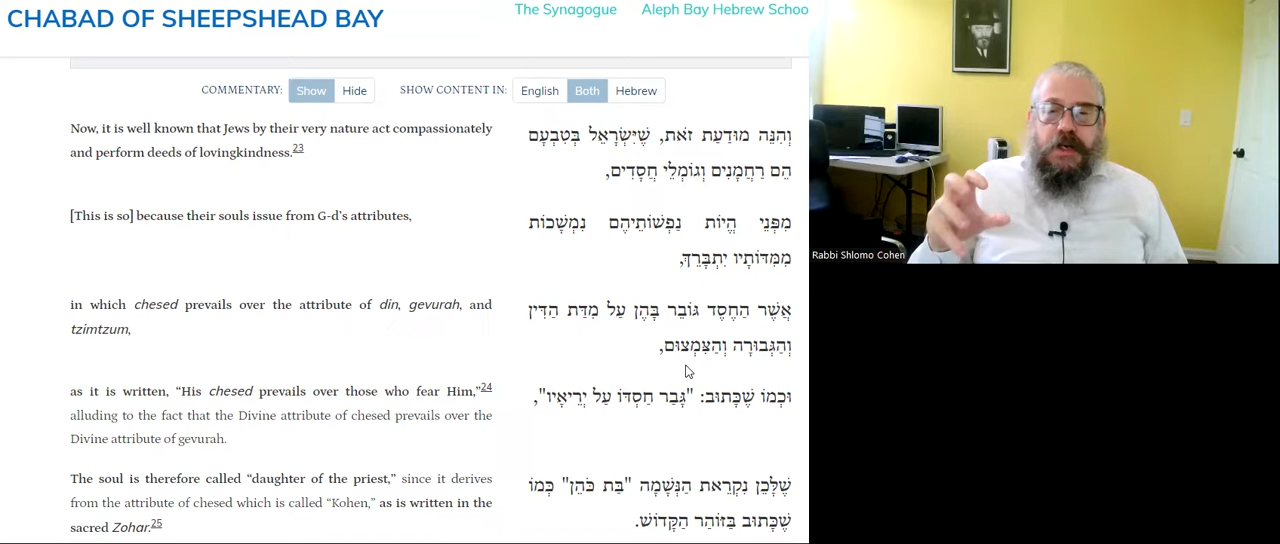 CHABAD OF SHEEPSHEAD BAY
The Synagogue
Aleph Bay Hebrew Schoo
COMMENTARY: Show Hide SHOW CONTENT IN: English Both Hebrew
Now, it is well known that Jews by their very nature act compassionately
and perform deeds of lovingkindness.23
וְהִנֵּה מוּדַעַת זֹאת, שֶׁיִּשְׂרָאֵל בְּטִבְעָם
הֵם רַחְמָנִים וְגוֹמְלֵי חֲסָדִים,
[This is so] because their souls issue from G-d's attributes,
מִפְּנֵי הֱיוֹת נַפְשׁוֹתֵיהֶם נִמְשָׁכוֹת
מִמִּדּוֹתָיו יִתְבָּרֵךְ,
in which chesed prevails over the attribute of din, gevurah, and
tzimtzum,
אֲשֶׁר הַחֶסֶד גּוֹבֵר בָּהֶן עַל מִדַּת הַדִּין
וְהַגְּבוּרָה וְהַצִּמְצוּם,
as it is written, “His chesed prevails over those who fear Him,”24
alluding to the fact that the Divine attribute of chesed prevails over the
Divine attribute of gevurah.
וּכְמוֹ שֶׁכָּתוּב: "גָּבַר חַסְדּוֹ עַל יְרֵיאָיו",
The soul is therefore called “daughter of the priest,” since it derives
from the attribute of chesed which is called “Kohen,” as is written in the
sacred Zohar.25
שֶׁלָּכֵן נִקְרֵאת הַנְּשָׁמָה "בַּת כֹּהֵן" כְּמוֹ
שֶׁכָּתוּב בַּזּוֹהַר הַקָּדוֹשׁ.
Rabbi Shlomo Cohen